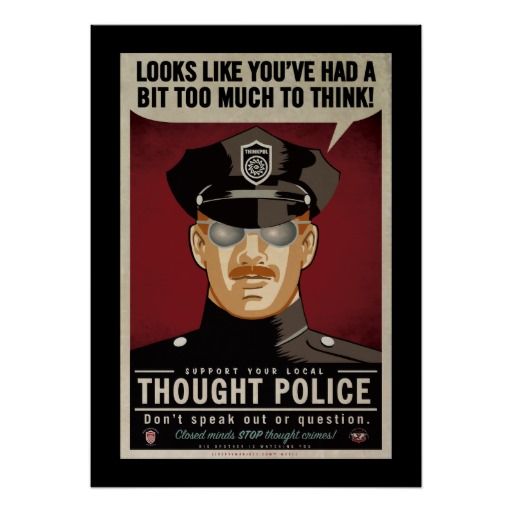 LOOKS LIKE YOU'VE HAD A
BIT TOO MUCH TO THINK!
THINKPOL
SUPPORT YOUR LOCAL
THOUGHT POLICE
Don't speak out or question.
Closed minds STOP thought crimes!
BIG BROTHER IS WATCHING YOU